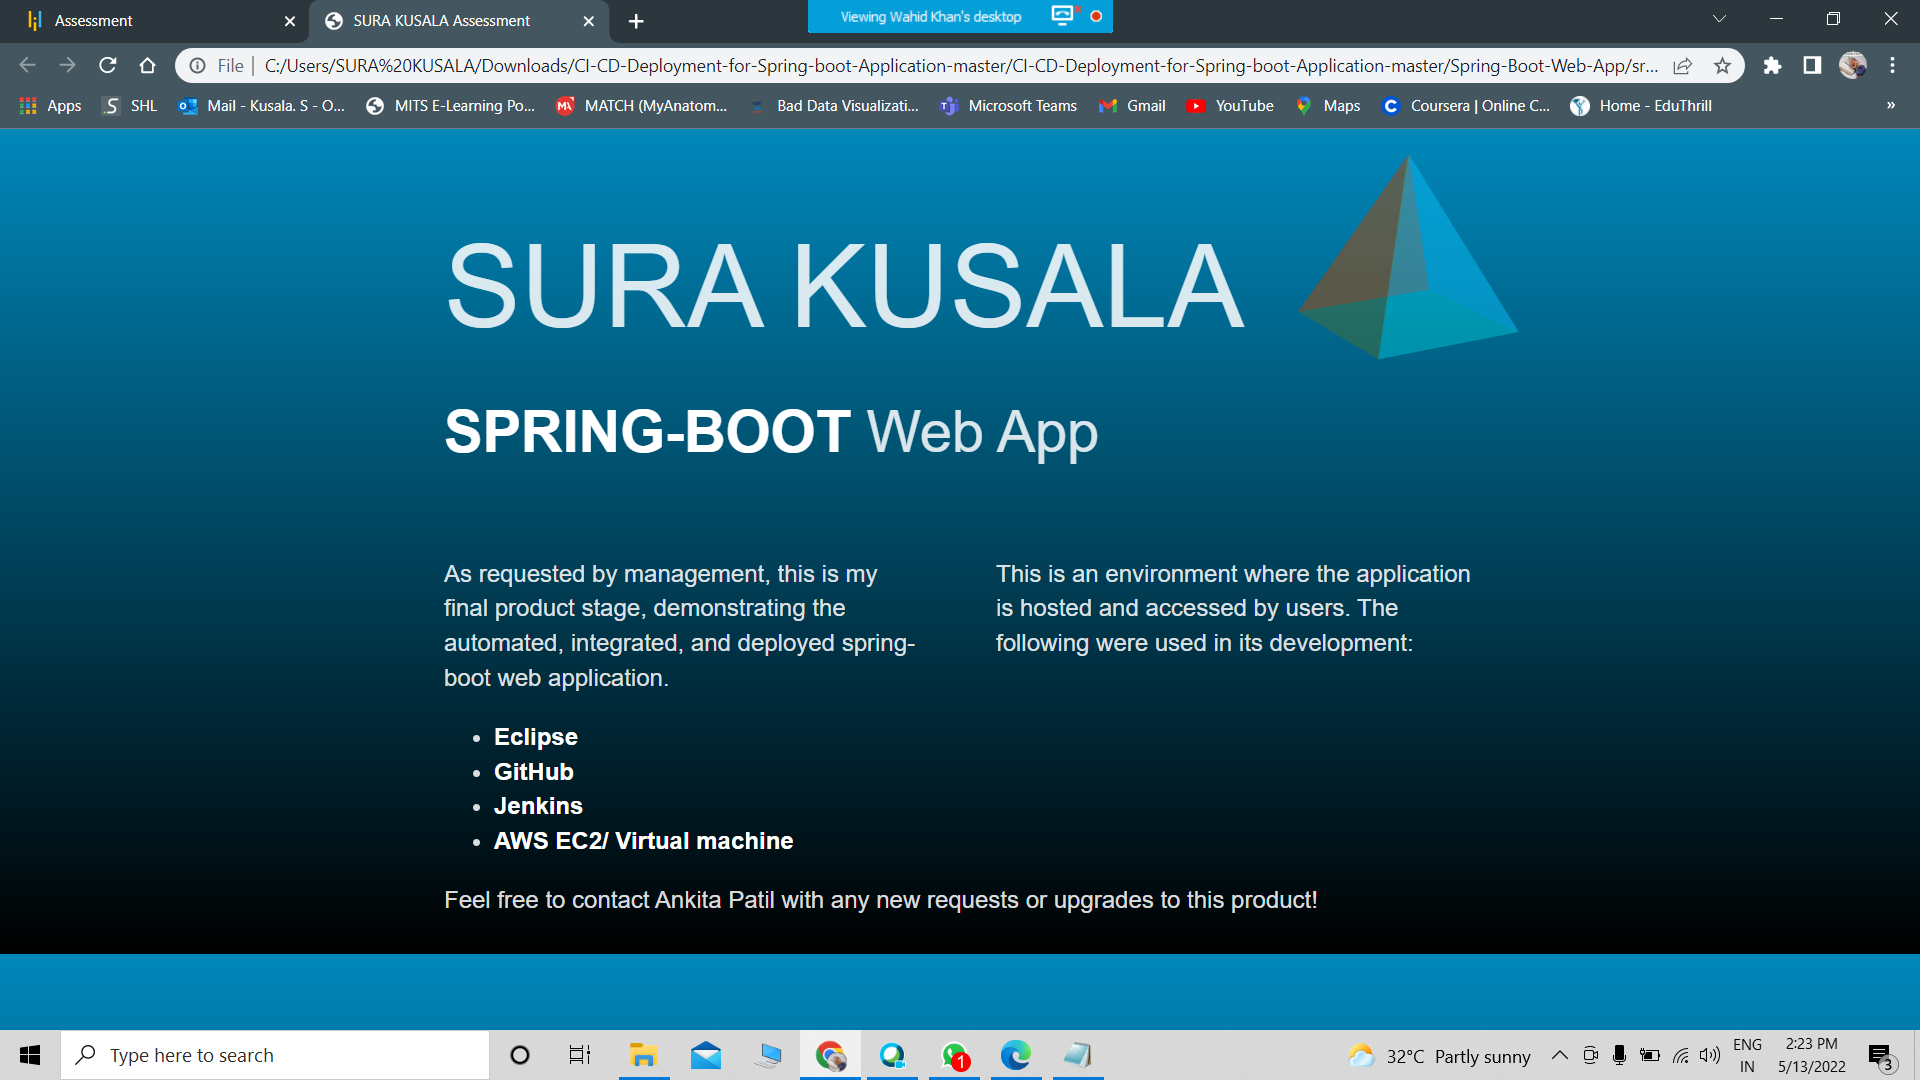 Assessment
SURA KUSALA Assessment
Viewing Wahid Khan's desktop
File
C:/Users/SURA%20KUSALA/Downloads/CI-CD-Deployment-for-Spring-boot-Application-master/CI-CD-Deployment-for-Spring-boot-Application-master/Spring-Boot-Web-App/sr...
Apps
SHL
Mail - Kusala. S - O...
MITS E-Learning Po...
MATCH (MyAnatom...
Bad Data Visualizati...
Microsoft Teams
Gmail
YouTube
Maps
Coursera | Online C...
Home - EduThrill
»
SURA KUSALA
SPRING-BOOT Web App
As requested by management, this is my
final product stage, demonstrating the
automated, integrated, and deployed spring-
boot web application.
This is an environment where the application
is hosted and accessed by users. The
following were used in its development:
• Eclipse
• GitHub
• Jenkins
• AWS EC2/ Virtual machine
Feel free to contact Ankita Patil with any new requests or upgrades to this product!
Type here to search
1
32°C Partly sunny
ENG
IN
2:23 PM
5/13/2022
3